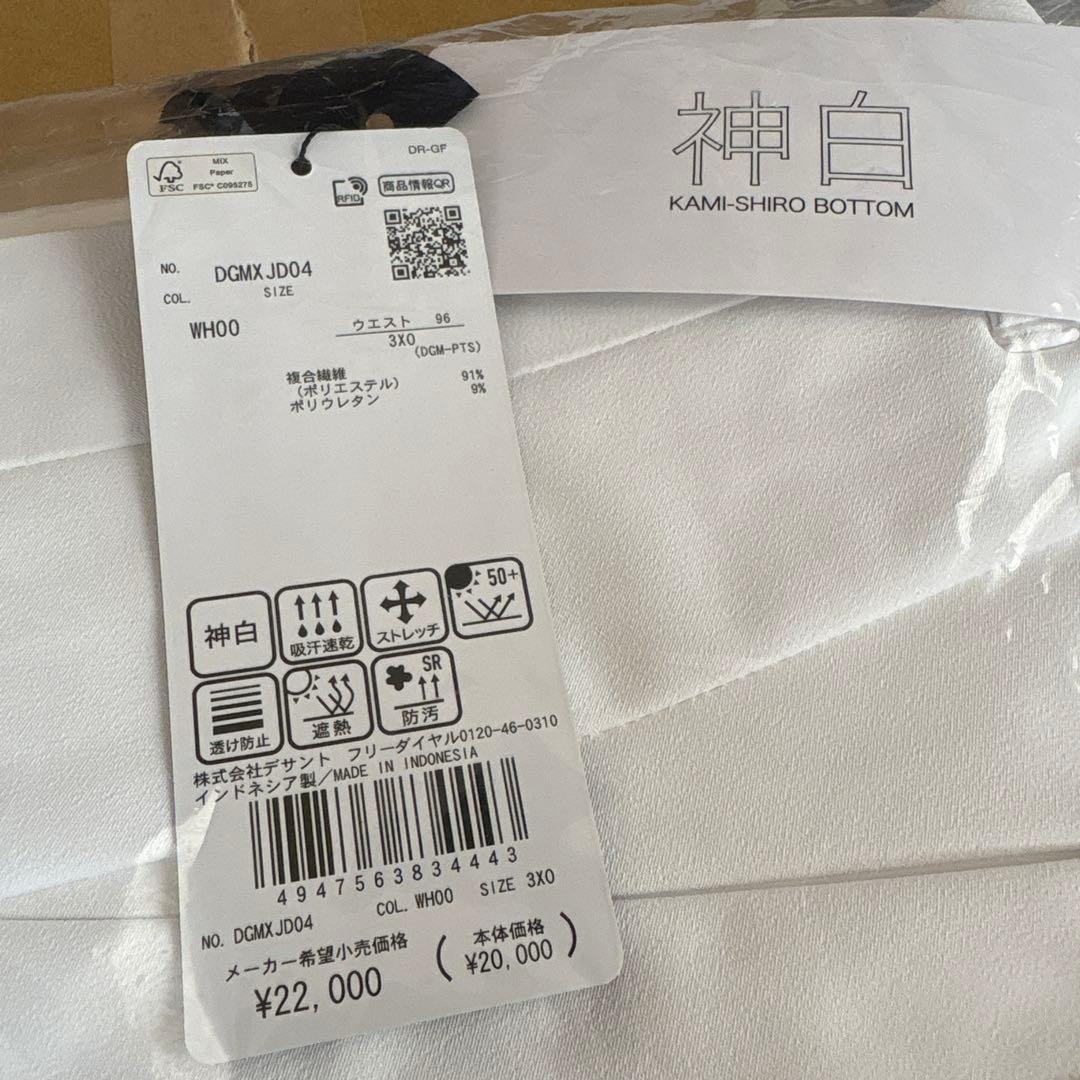 神白
KAMI-SHIRO BOTTOM
DR-GF
FSC
MIX
Paper
FSC® C095275
RFID
商品情報QR
NO. DGMXJD04
COL. SIZE
WH00
ウエスト 96
3XO
(DGM-PTS)
複合繊維
(ポリエステル) 91%
ポリウレタン 9%
神白
吸汗速乾
ストレッチ
50+
透け防止
遮熱
SR
防汚
株式会社デサント フリーダイヤル0120-46-0310
インドネシア製/MADE IN INDONESIA
4947563834443
NO. DGMXJD04 COL. WH00 SIZE 3XO
メーカー希望小売価格
¥22,000
(本体価格
¥20,000)